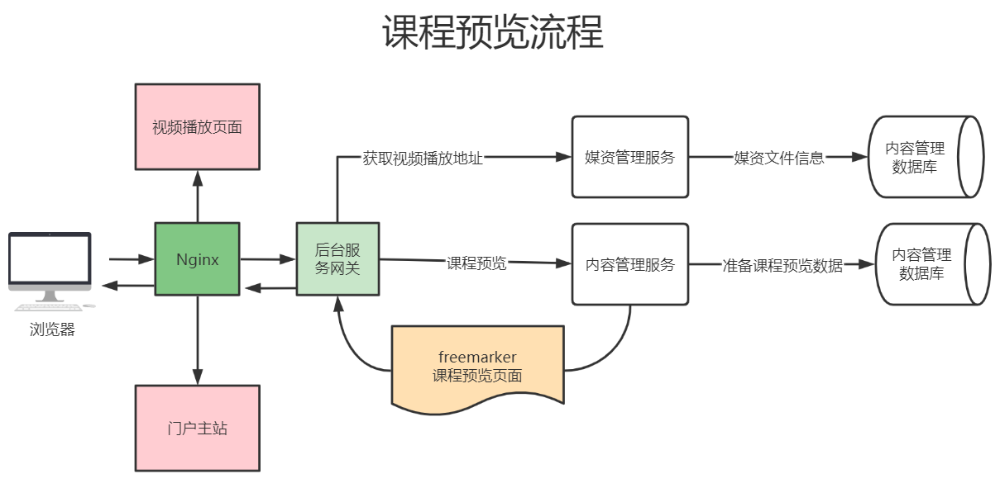 课程预览流程
视频播放页面
获取视频播放地址
媒资管理服务
媒资文件信息
内容管理
数据库
Nginx
后台服
务网关
课程预览
内容管理服务
准备课程预览数据
内容管理
数据库
浏览器
freemarker
课程预览页面
门户主站